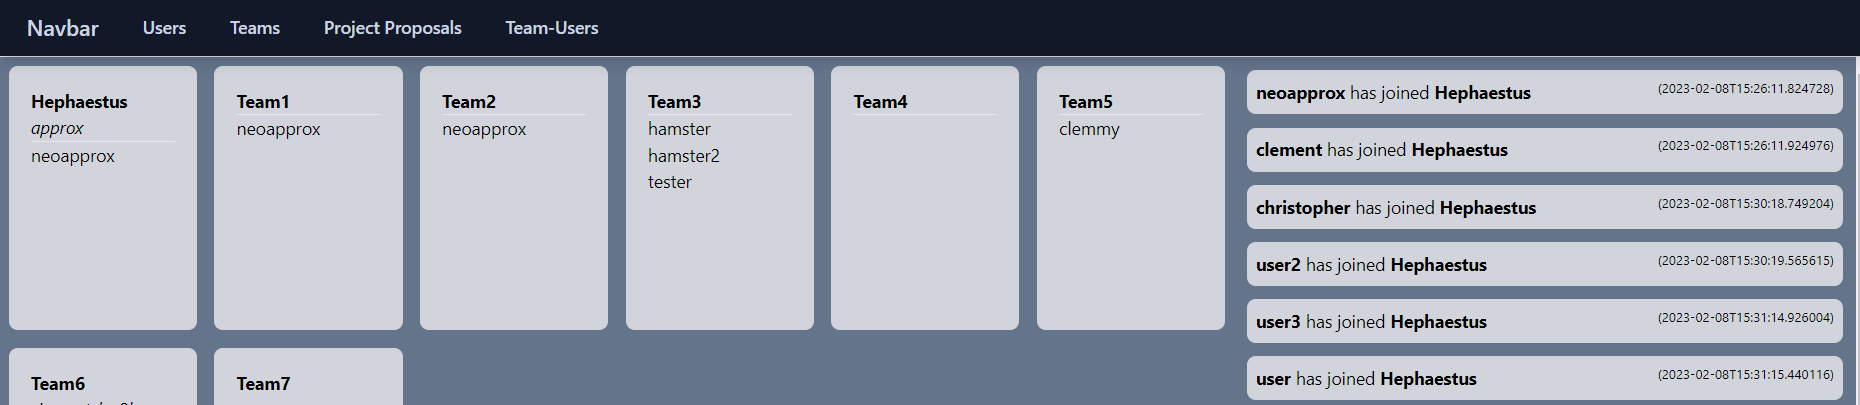 Navbar Users Teams Project Proposals Team-Users
Hephaestus
approx
neoapprox
Team1
neoapprox
Team2
neoapprox
Team3
hamster
hamster2
tester
Team4
Team5
clemmy
Team6
Team7
neoapprox has joined Hephaestus (2023-02-08T15:26:11.824728)
clement has joined Hephaestus (2023-02-08T15:26:11.924976)
christopher has joined Hephaestus (2023-02-08T15:30:18.749204)
user2 has joined Hephaestus (2023-02-08T15:30:19.565615)
user3 has joined Hephaestus (2023-02-08T15:31:14.926004)
user has joined Hephaestus (2023-02-08T15:31:15.440116)